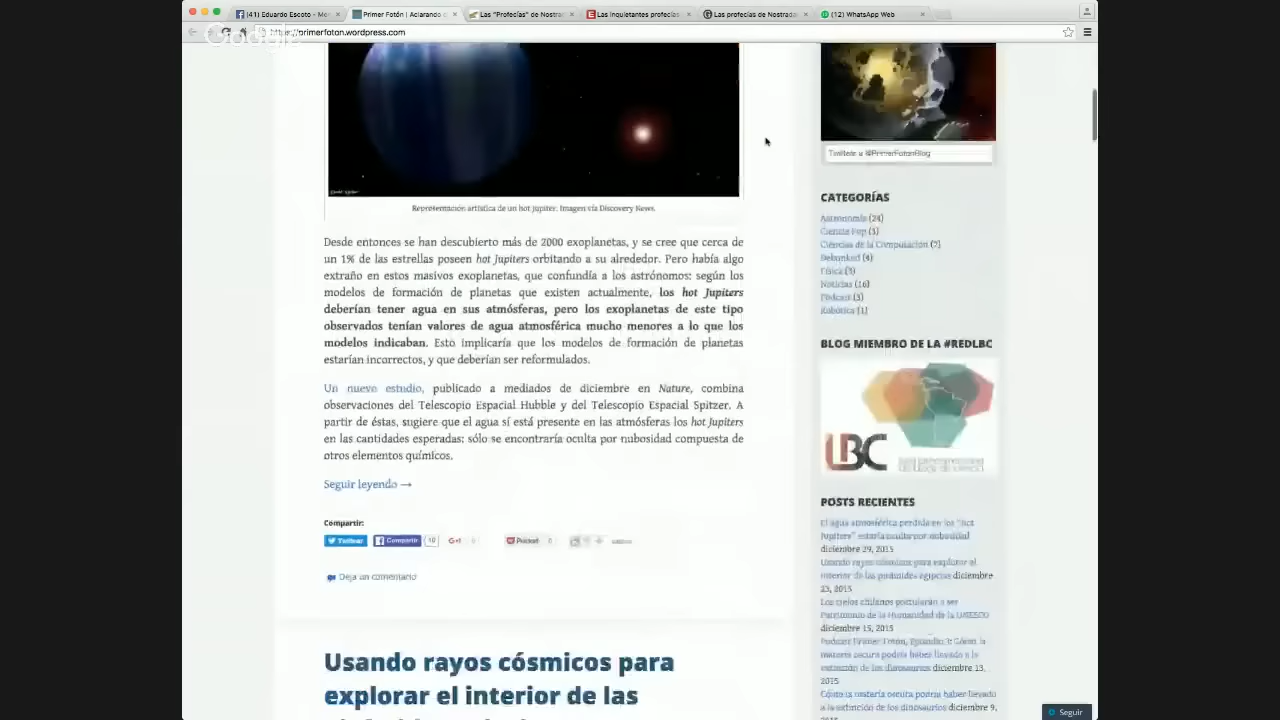 (41) Eduardo Escoto - Me
Primer Fotón | Aclarando c
Las "Profecías" de Nostra
Las inquietantes profecías
Las profecías de Nostrada
(12) WhatsApp Web
Google
https://primerfoton.wordpress.com
Representación artística de un hot Jupiter. Imagen vía Discovery News.
Desde entonces se han descubierto más de 2000 exoplanetas, y se cree que cerca de
un 1% de las estrellas poseen hot Jupiters orbitando a su alrededor. Pero había algo
extraño en estos masivos exoplanetas, que confundía a los astrónomos: según los
modelos de formación de planetas que existen actualmente, los hot Jupiters
deberían tener agua en sus atmósferas, pero los exoplanetas de este tipo
observados tenían valores de agua atmosférica mucho menores a lo que los
modelos indicaban. Esto implicaría que los modelos de formación de planetas
estarían incorrectos, y que deberían ser reformulados.
Un nuevo estudio, publicado a mediados de diciembre en Nature, combina
observaciones del Telescopio Espacial Hubble y del Telescopio Espacial Spitzer. A
partir de éstas, sugiere que el agua sí está presente en las atmósferas los hot Jupiters
en las cantidades esperadas: sólo se encontraría oculta por nubosidad compuesta de
otros elementos químicos.
Seguir leyendo →
Compartir:
Twittear Compartir 10 G+1 0 Pocket 0
Deja un comentario
Usando rayos cósmicos para
explorar el interior de las
Twittear a @PrimerFotonBlog
CATEGORÍAS
Astronomía (24)
Ciencia Pop (3)
Ciencias de la Computación (7)
Debunked (4)
Física (3)
Noticias (16)
Podcast (3)
Robótica (1)
BLOG MIEMBRO DE LA #REDLBC
LBC
POSTS RECIENTES
El agua atmosférica perdida en los "hot
Jupiters" estaría oculta por nubosidad
diciembre 29, 2015
Usando rayos cósmicos para explorar el
interior de las pirámides egipcias diciembre
23, 2015
Los cielos chilenos postularán a ser
Patrimonio de la Humanidad de la UNESCO
diciembre 15, 2015
Podcast Primer Fotón, Episodio 3: Cómo la
materia oscura podría haber llevado a la
extinción de los dinosaurios diciembre 13,
2015
Cómo la materia oscura podría haber llevado
a la extinción de los dinosaurios diciembre 9,
Seguir